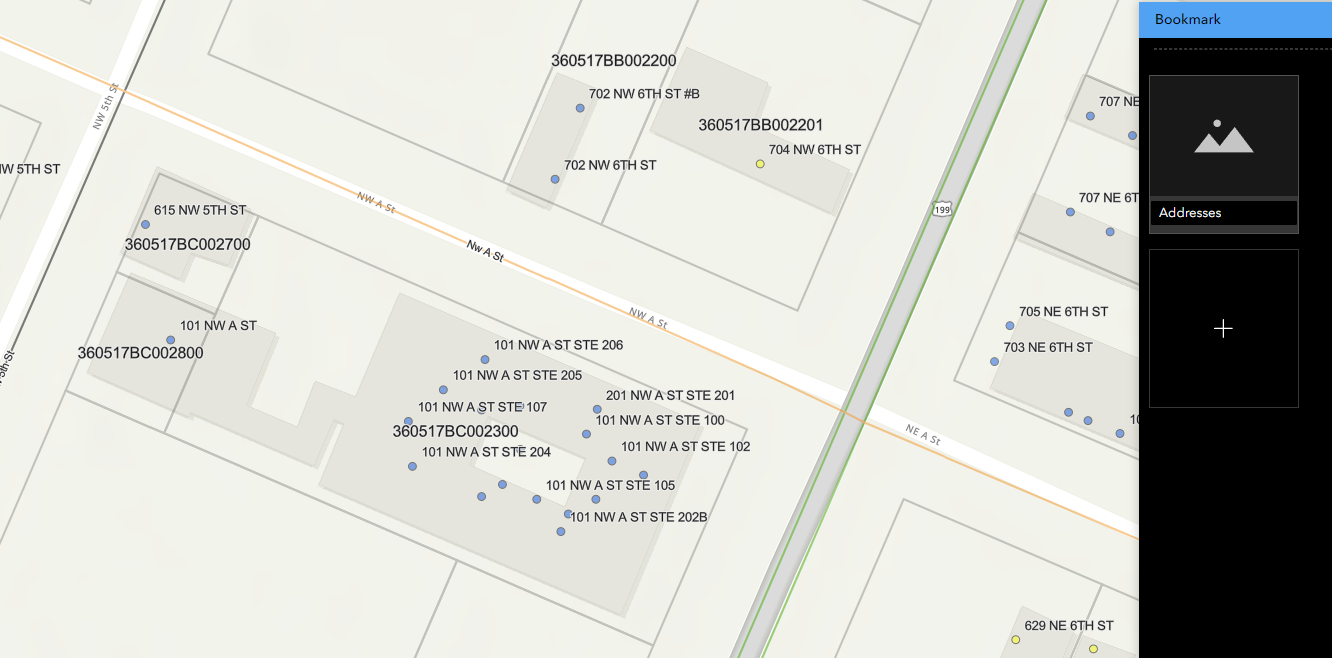 Bookmark
360517BB002200
702 NW 6TH ST #B
707 NE
NW 5th St
360517BB002201
704 NW 6TH ST
702 NW 6TH ST
W 5TH ST
NW A St
707 NE 6T
199
615 NW 5TH ST
Addresses
360517BC002700
Nw A St
NW A St
705 NE 6TH ST
101 NW A ST
101 NW A ST STE 206
703 NE 6TH ST
360517BC002800
5th St
101 NW A ST STE 205
201 NW A ST STE 201
101 NW A ST STE 107
101 NW A ST STE 100
10
360517BC002300
NE A St
101 NW A ST STE 102
101 NW A ST STE 204
101 NW A ST STE 105
101 NW A ST STE 202B
629 NE 6TH ST